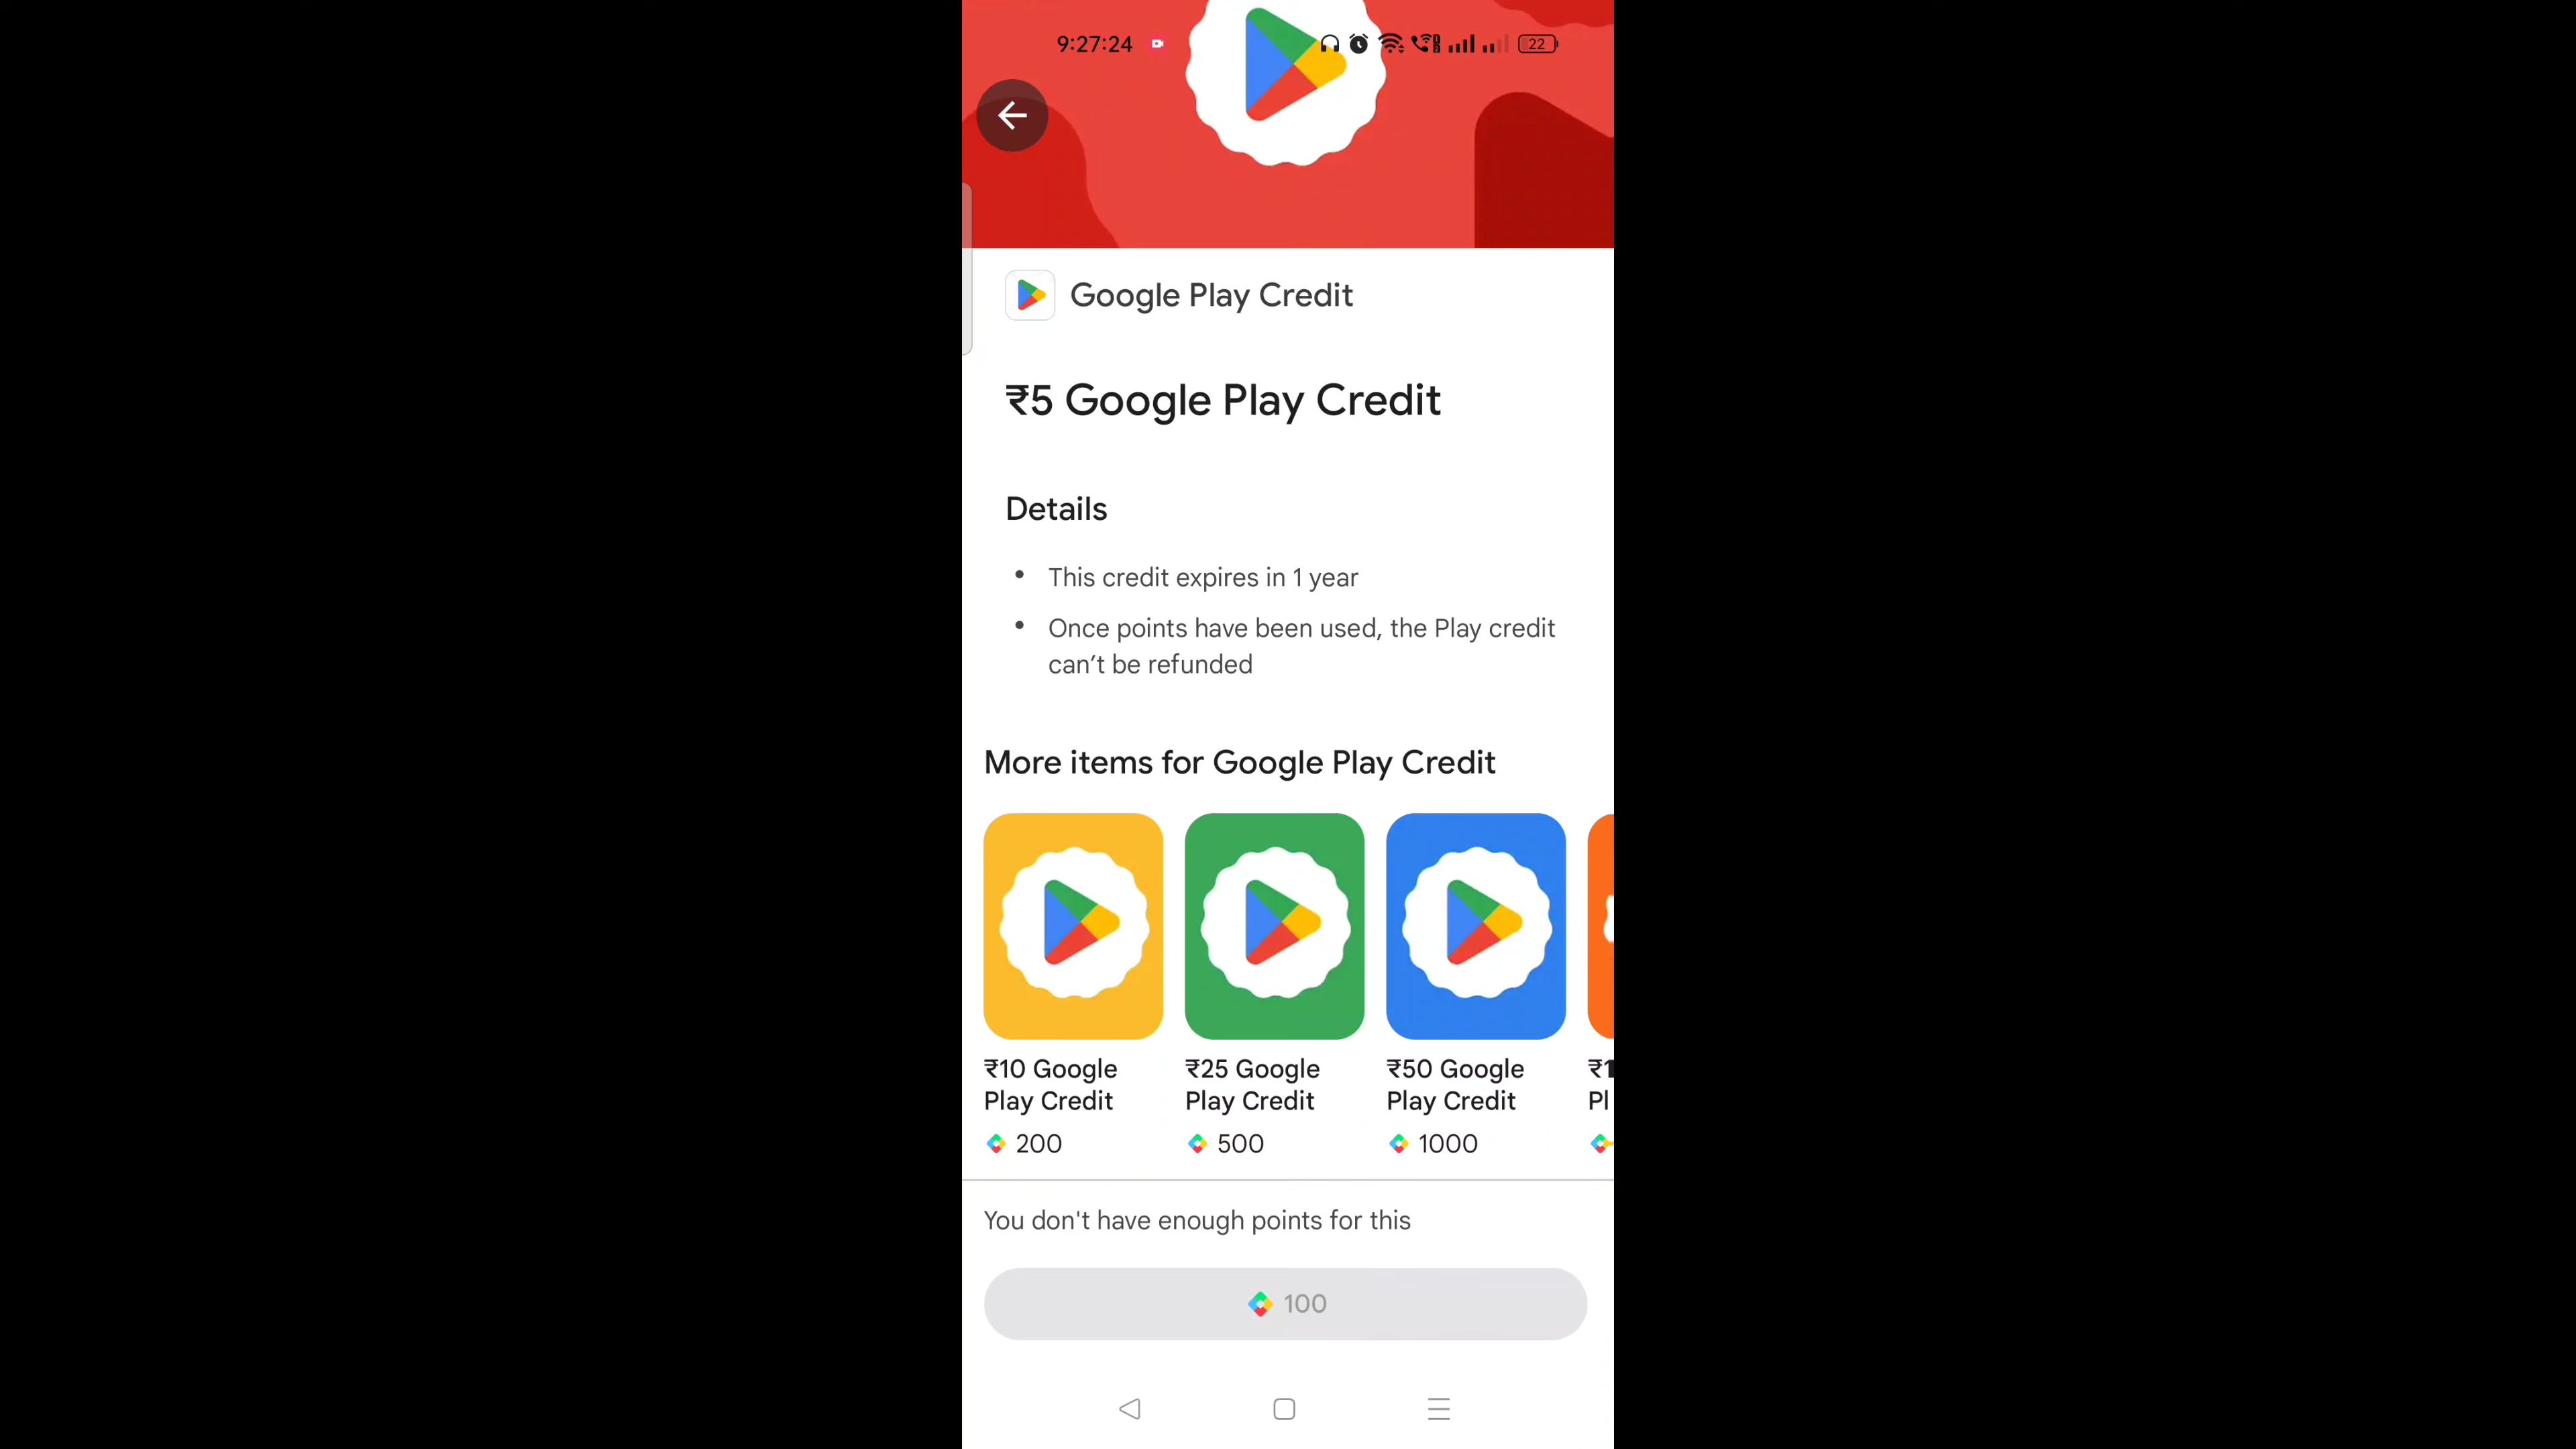 9:27:24
22
Google Play Credit
₹5 Google Play Credit
Details
• This credit expires in 1 year
• Once points have been used, the Play credit
can’t be refunded
More items for Google Play Credit
₹10 Google
Play Credit
200
₹25 Google
Play Credit
500
₹50 Google
Play Credit
1000
₹1
Pl
You don't have enough points for this
100